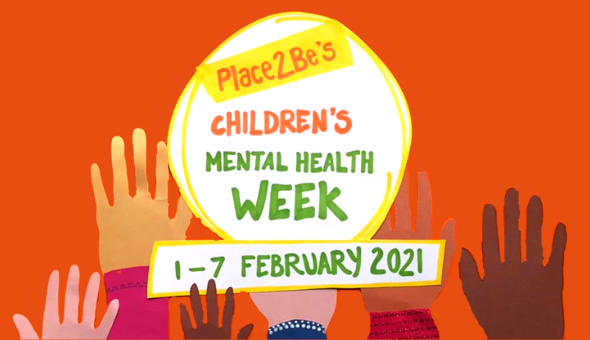 Place2Be's
CHILDREN'S
MENTAL HEALTH
WEEK
1-7 FEBRUARY 2021